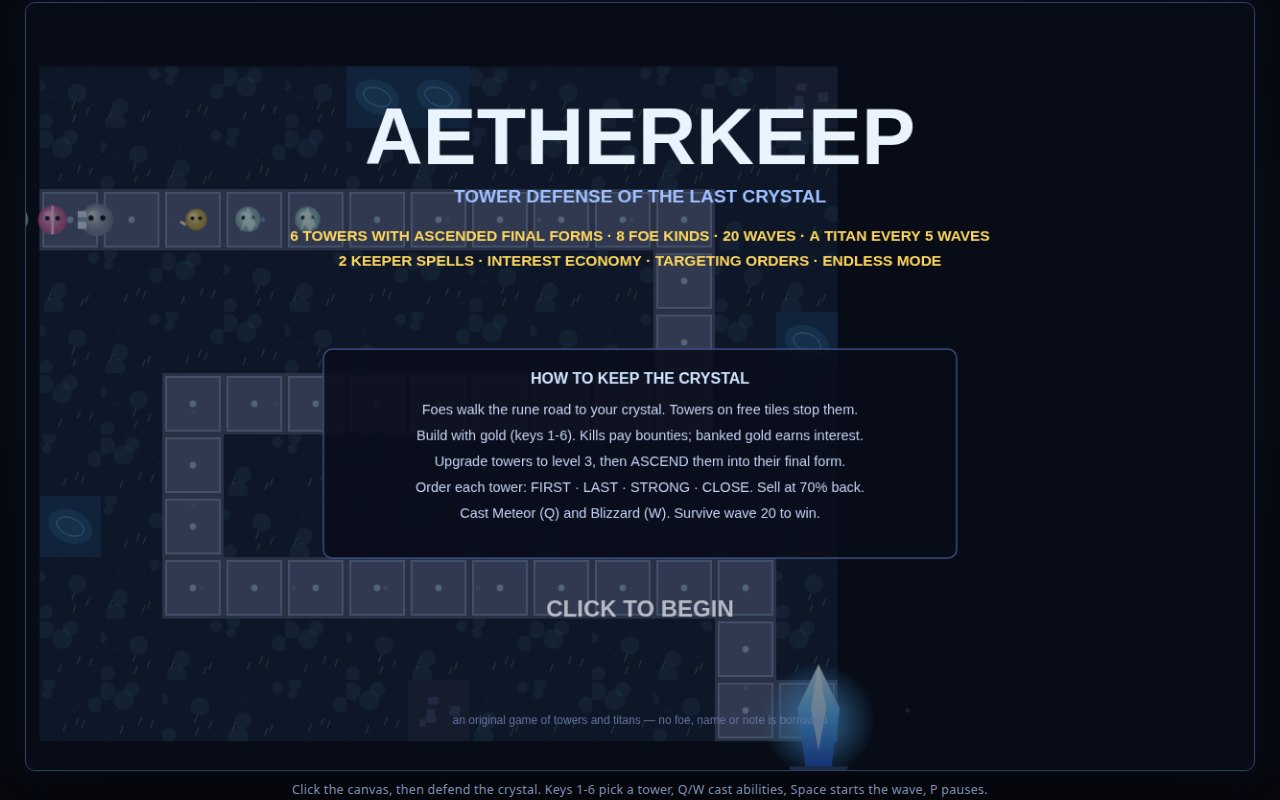 AETHERKEEP
TOWER DEFENSE OF THE LAST CRYSTAL
6 TOWERS WITH ASCENDED FINAL FORMS · 8 FOE KINDS · 20 WAVES · A TITAN EVERY 5 WAVES
2 KEEPER SPELLS · INTEREST ECONOMY · TARGETING ORDERS · ENDLESS MODE
HOW TO KEEP THE CRYSTAL
Foes walk the rune road to your crystal. Towers on free tiles stop them.
Build with gold (keys 1-6). Kills pay bounties; banked gold earns interest.
Upgrade towers to level 3, then ASCEND them into their final form.
Order each tower: FIRST · LAST · STRONG · CLOSE. Sell at 70% back.
Cast Meteor (Q) and Blizzard (W). Survive wave 20 to win.
CLICK TO BEGIN
an original game of towers and titans — no foe, name or note is borrowed
Click the canvas, then defend the crystal. Keys 1-6 pick a tower, Q/W cast abilities, Space starts the wave, P pauses.